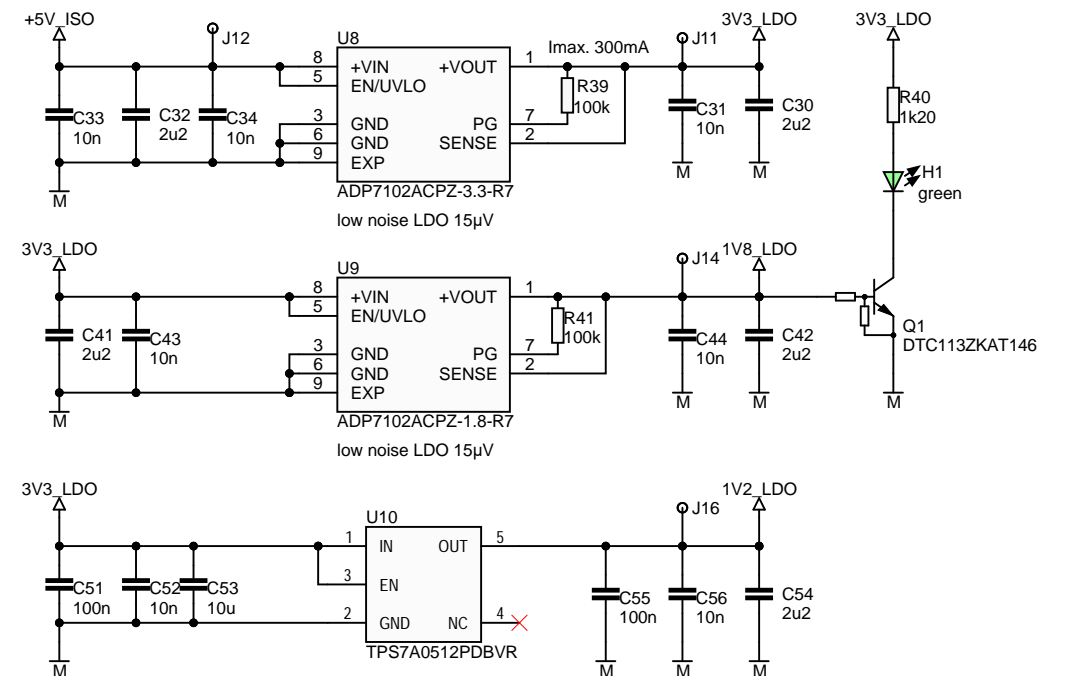 +5V_ISO
J12
U8
Imax. 300mA
J11
3V3_LDO
3V3_LDO
8
+VIN
+VOUT
1
5
EN/UVLO
R39
100k
C33
10n
C32
2u2
C34
10n
3
GND
PG
7
6
GND
SENSE
2
9
EXP
C31
10n
C30
2u2
R40
1k20
M
M
M
ADP7102ACPZ-3.3-R7
low noise LDO 15µV
H1
green
3V3_LDO
U9
J14
1V8_LDO
8
+VIN
+VOUT
1
5
EN/UVLO
R41
100k
C41
2u2
C43
10n
3
GND
PG
7
6
GND
SENSE
2
9
EXP
C44
10n
C42
2u2
Q1
DTC113ZKAT146
M
M
M
M
ADP7102ACPZ-1.8-R7
low noise LDO 15µV
3V3_LDO
U10
J16
1V2_LDO
1
IN
OUT
5
3
EN
2
GND
NC
4
C51
100n
C52
10n
C53
10u
C55
100n
C56
10n
C54
2u2
TPS7A0512PDBVR
M
M
M
M